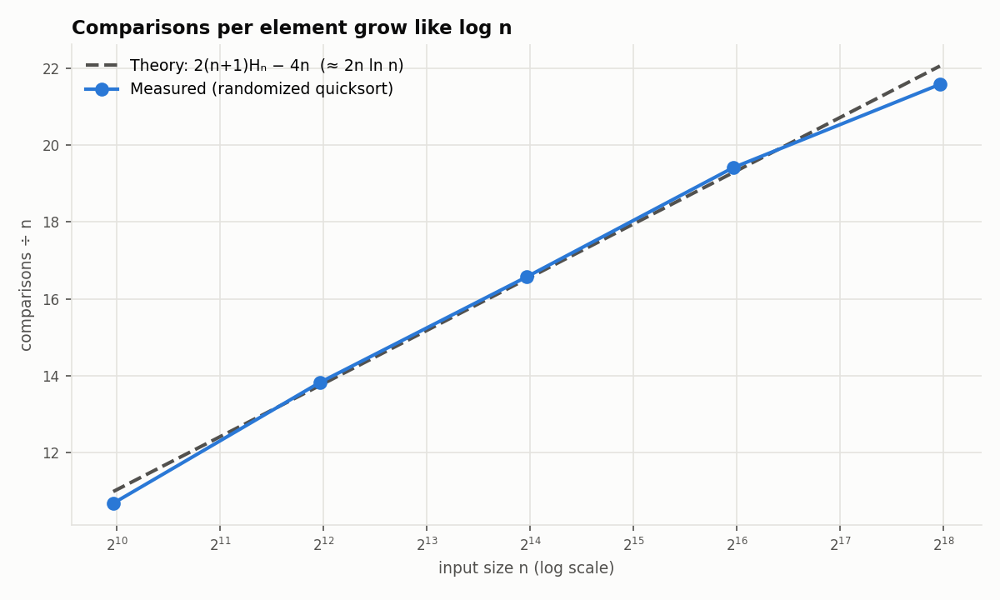 Comparisons per element grow like log n
Theory: 2(n+1)Hₙ − 4n (≈ 2n ln n)
Measured (randomized quicksort)
comparisons ÷ n
22
20
18
16
14
12
2¹⁰ 2¹¹ 2¹² 2¹³ 2¹⁴ 2¹⁵ 2¹⁶ 2¹⁷ 2¹⁸
input size n (log scale)